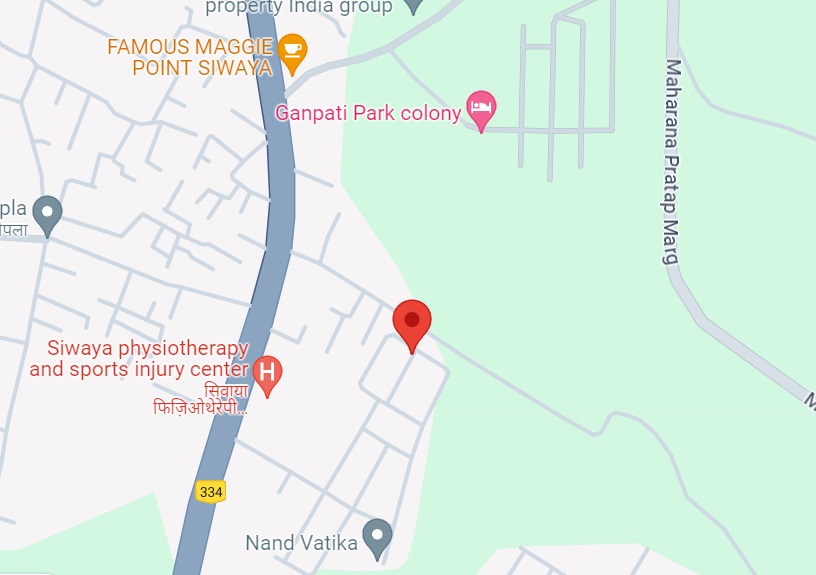 property India group
FAMOUS MAGGIE
POINT SIWAYA
Ganpati Park colony
Maharana Pratap Marg
pla
पला
Siwaya physiotherapy
and sports injury center
सिवाया
फिज़िओथेरेपी...
334
Nand Vatika
M